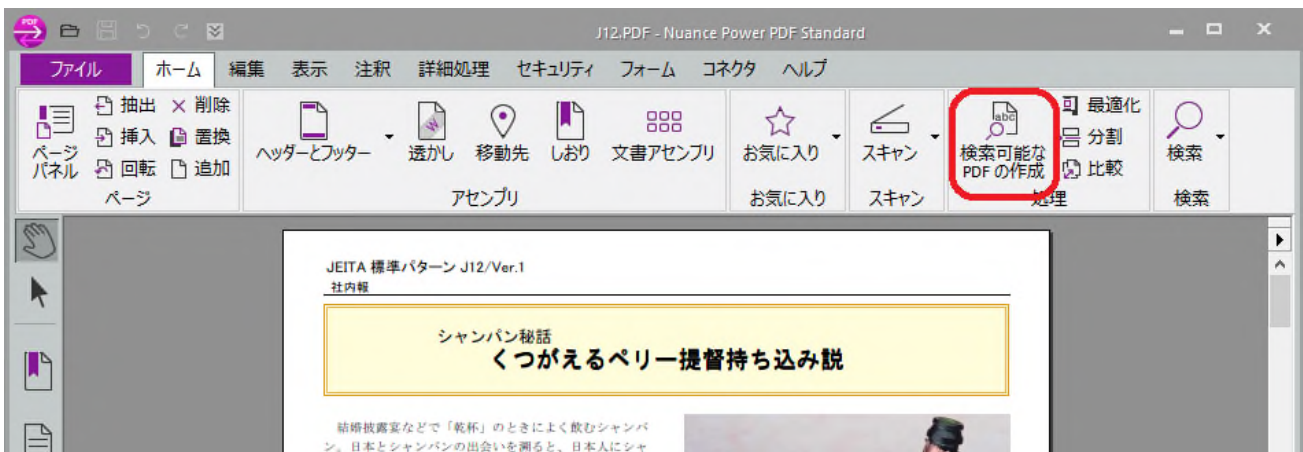 PDF
J12.PDF - Nuance Power PDF Standard
ファイル ホーム 編集 表示 注釈 詳細処理 セキュリティ フォーム コネクタ ヘルプ
ページ
パネル
抽出 削除
挿入 置換
回転 追加
ヘッダーとフッター
透かし
移動先
しおり
文書アセンブリ
お気に入り
スキャン
abc
検索可能な
PDF の作成
最適化
分割
比較
検索
ページ アセンブリ お気に入り スキャン 処理 検索
JEITA 標準パターン J12/Ver.1
社内報
シャンパン秘話
くつがえるペリー提督持ち込み説
結婚披露宴などで「乾杯」のときによく飲むシャンパ
ン。日本とシャンパンの出会いを溯ると、日本人にシャ